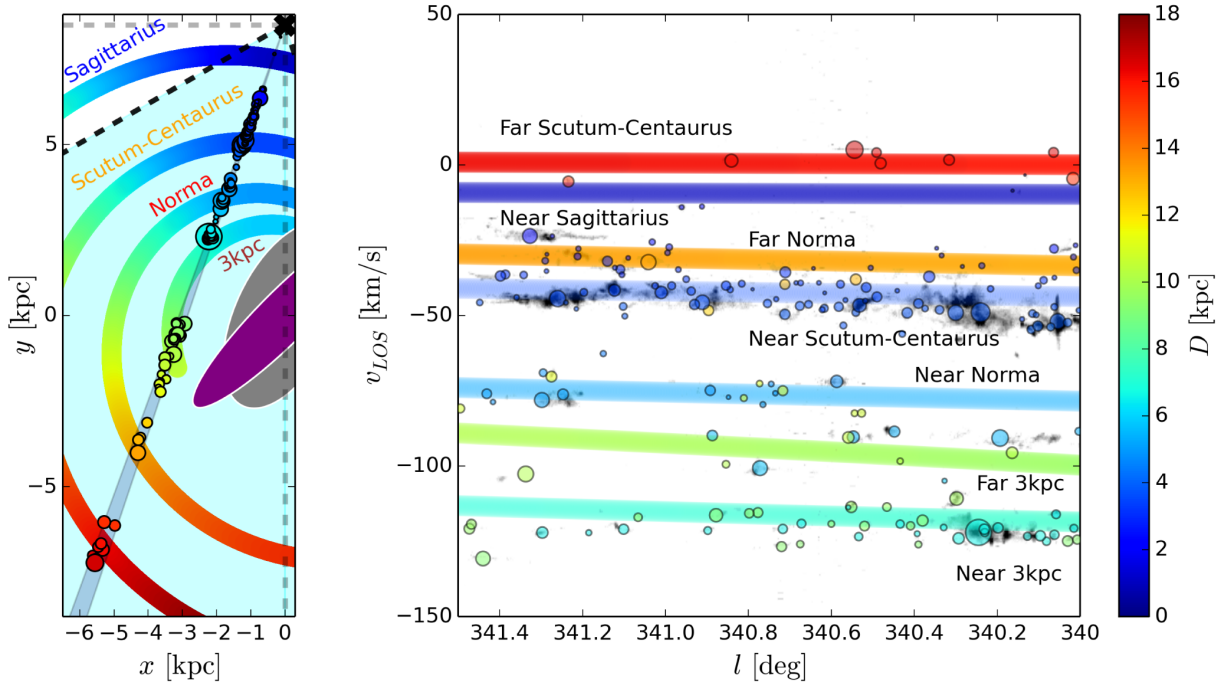 Sagittarius
Scutum-Centaurus
Norma
3kpc
5
0
−5
y [kpc]
−6 −5 −4 −3 −2 −1 0
x [kpc]
50
0
−50
−100
−150
v_LOS [km/s]
Far Scutum-Centaurus
Near Sagittarius
Far Norma
Near Scutum-Centaurus
Near Norma
Far 3kpc
Near 3kpc
341.4 341.2 341.0 340.8 340.6 340.4 340.2 340
l [deg]
18
16
14
12
10
8
6
4
2
0
D [kpc]